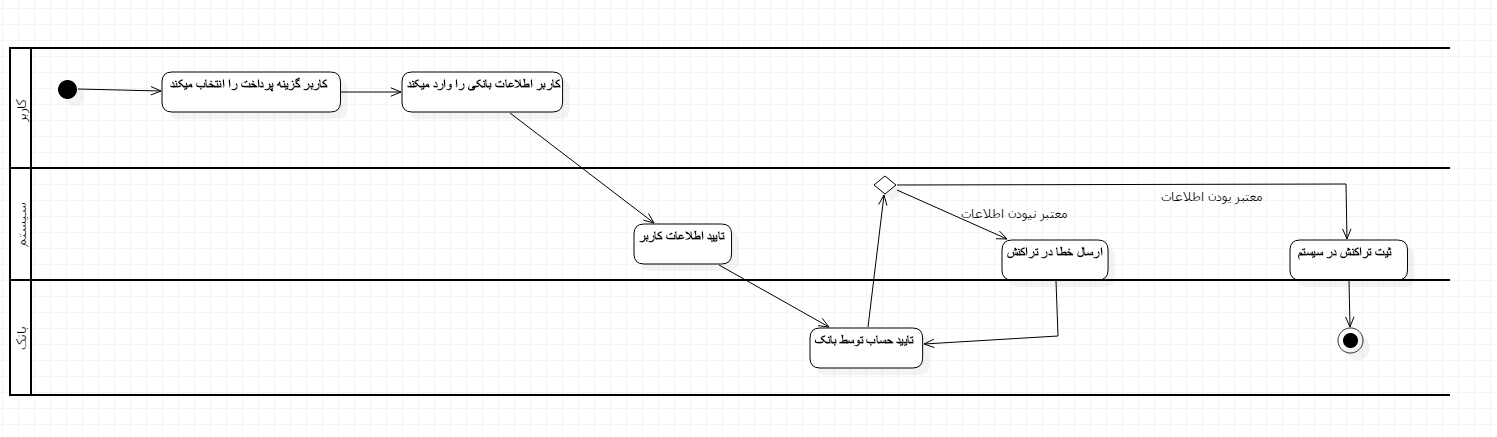 کاربر
کاربر گزینه پرداخت را انتخاب میکند
کاربر اطلاعات بانکی را وارد میکند
سیستم
معتبر بودن اطلاعات
معتبر نبودن اطلاعات
تایید اطلاعات کاربر
ارسال خطا در تراکنش
ثبت تراکنش در سیستم
بانک
تایید حساب توسط بانک